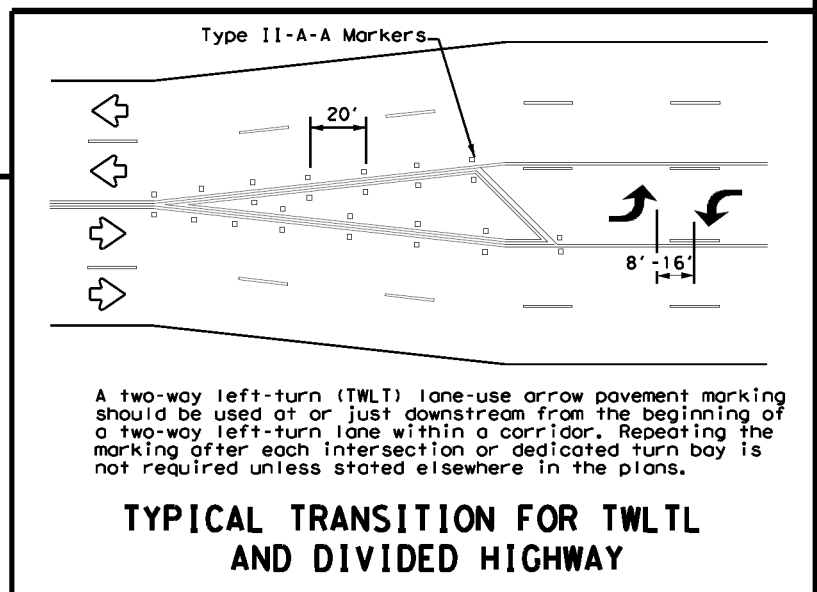 Type II-A-A Markers
20'
8' -16'
A two-way left-turn (TWLT) lane-use arrow pavement marking
should be used at or just downstream from the beginning of
a two-way left-turn lane within a corridor. Repeating the
marking after each intersection or dedicated turn bay is
not required unless stated elsewhere in the plans.
TYPICAL TRANSITION FOR TWLTL
AND DIVIDED HIGHWAY